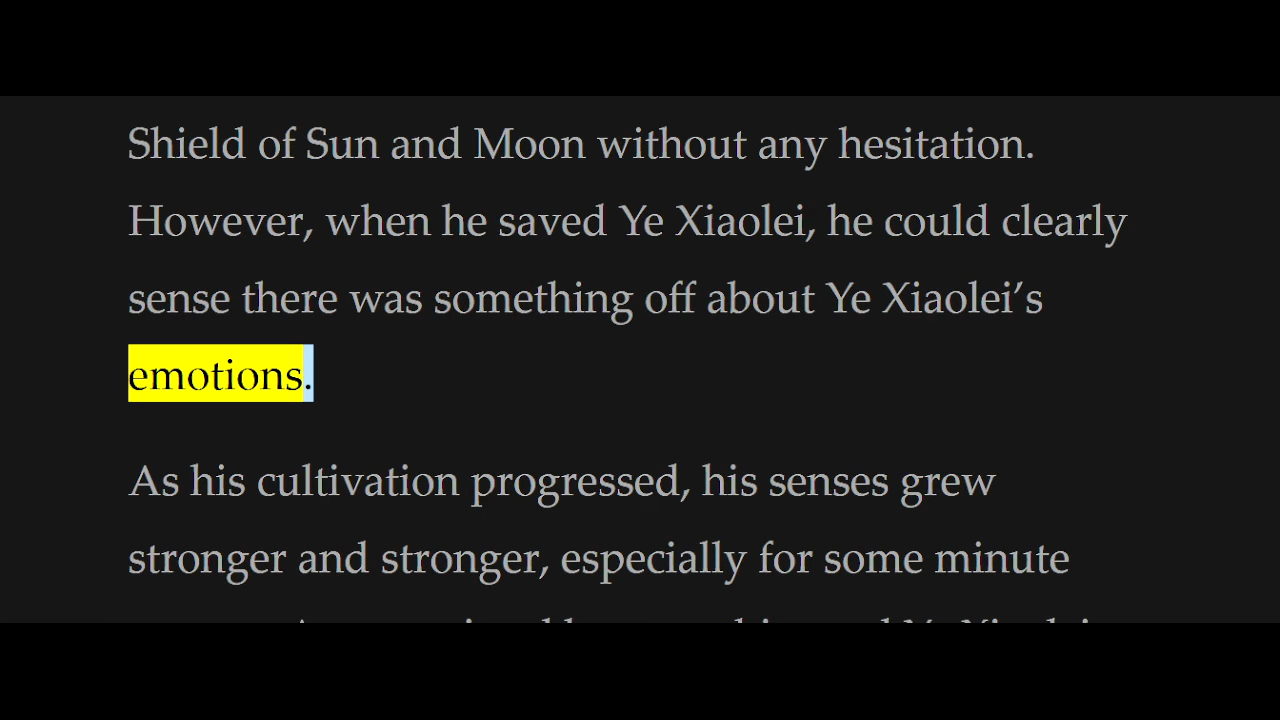 Shield of Sun and Moon without any hesitation.
However, when he saved Ye Xiaolei, he could clearly
sense there was something off about Ye Xiaolei’s
emotions.
As his cultivation progressed, his senses grew
stronger and stronger, especially for some minute